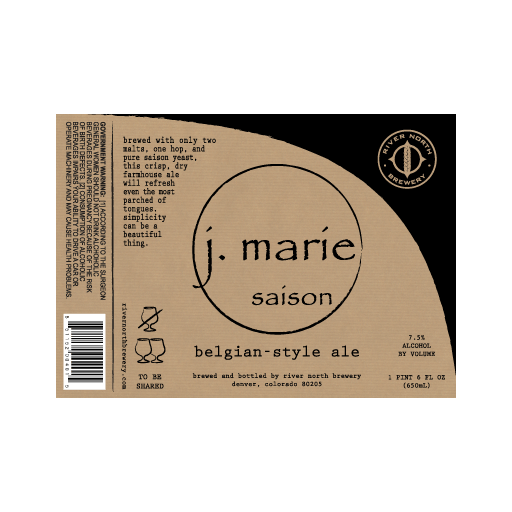 GOVERNMENT WARNING: (1) ACCORDING TO THE SURGEON
GENERAL WOMEN SHOULD NOT DRINK ALCHOHOLIC
BEVERAGES DURING PREGNANCY BECAUSE OF THE RISK
OF BIRTH DEFECTS. (2) CONSUMPTION OF ALCOHOLIC
BEVERAGES IMPAIRS YOUR ABILITY TO DRIVE A CAR OR
OPERATE MACHINERY AND MAY CAUSE HEALTH PROBLEMS.
brewed with only two
malts, one hop, and
pure saison yeast,
this crisp, dry
farmhouse ale
will refresh
even the most
parched of
tongues.
simplicity
can be a
beautiful
thing.
rivernorthbrewery.com
TO BE
SHARED
j. marie
saison
belgian-style ale
brewed and bottled by river north brewery
denver, colorado 80205
RIVER NORTH
BREWERY
7.5%
ALCOHOL
BY VOLUME
1 PINT 6 FL OZ
(650mL)